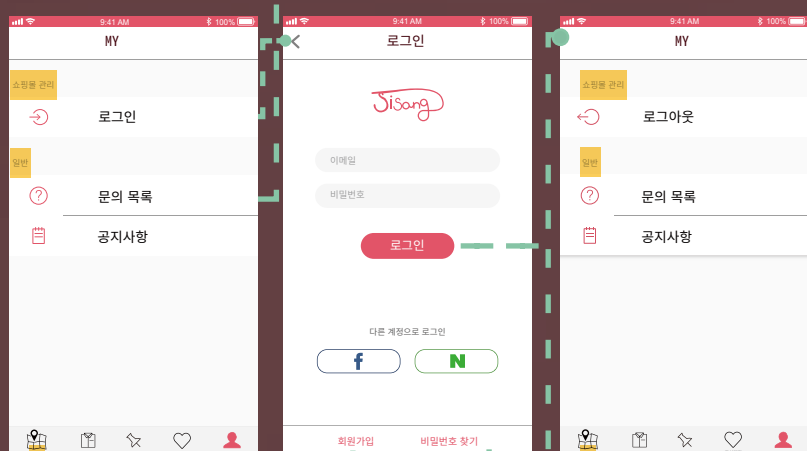 9:41 AM
100%
MY
쇼핑몰 관리
로그인
일반
문의 목록
공지사항
9:41 AM
100%
로그인
Sisang
이메일
비밀번호
로그인
다른 계정으로 로그인
f
N
회원가입
비밀번호 찾기
9:41 AM
100%
MY
쇼핑몰 관리
로그아웃
일반
문의 목록
공지사항